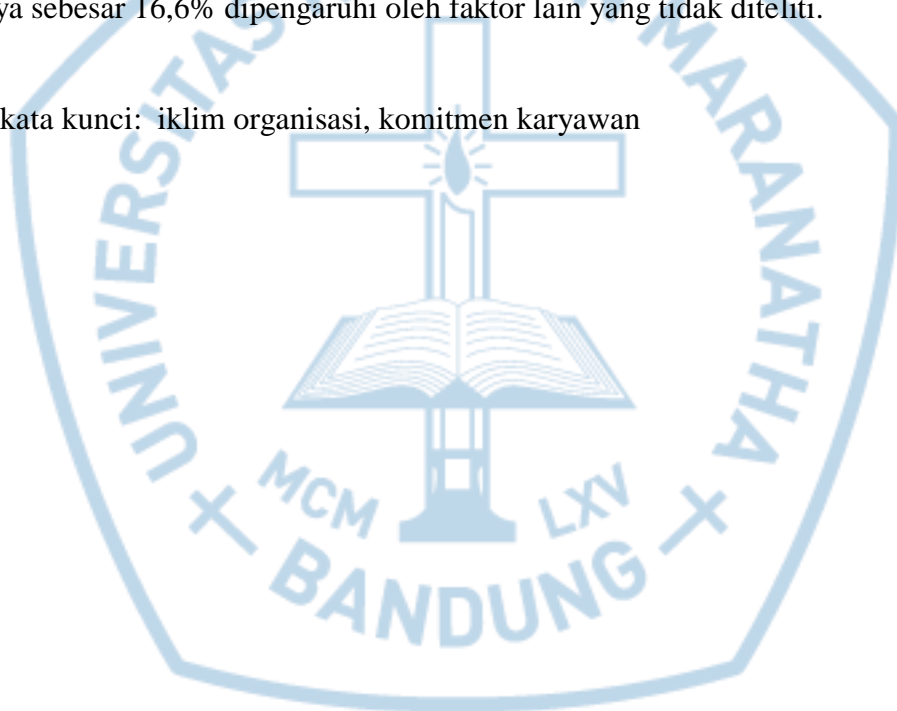 ya sebesar 16,6% dipengaruhi oleh faktor lain yang tidak diteliti.
kata kunci: iklim organisasi, komitmen karyawan
UNIVERSITAS
MARANATHA
MCM LXV
BANDUNG